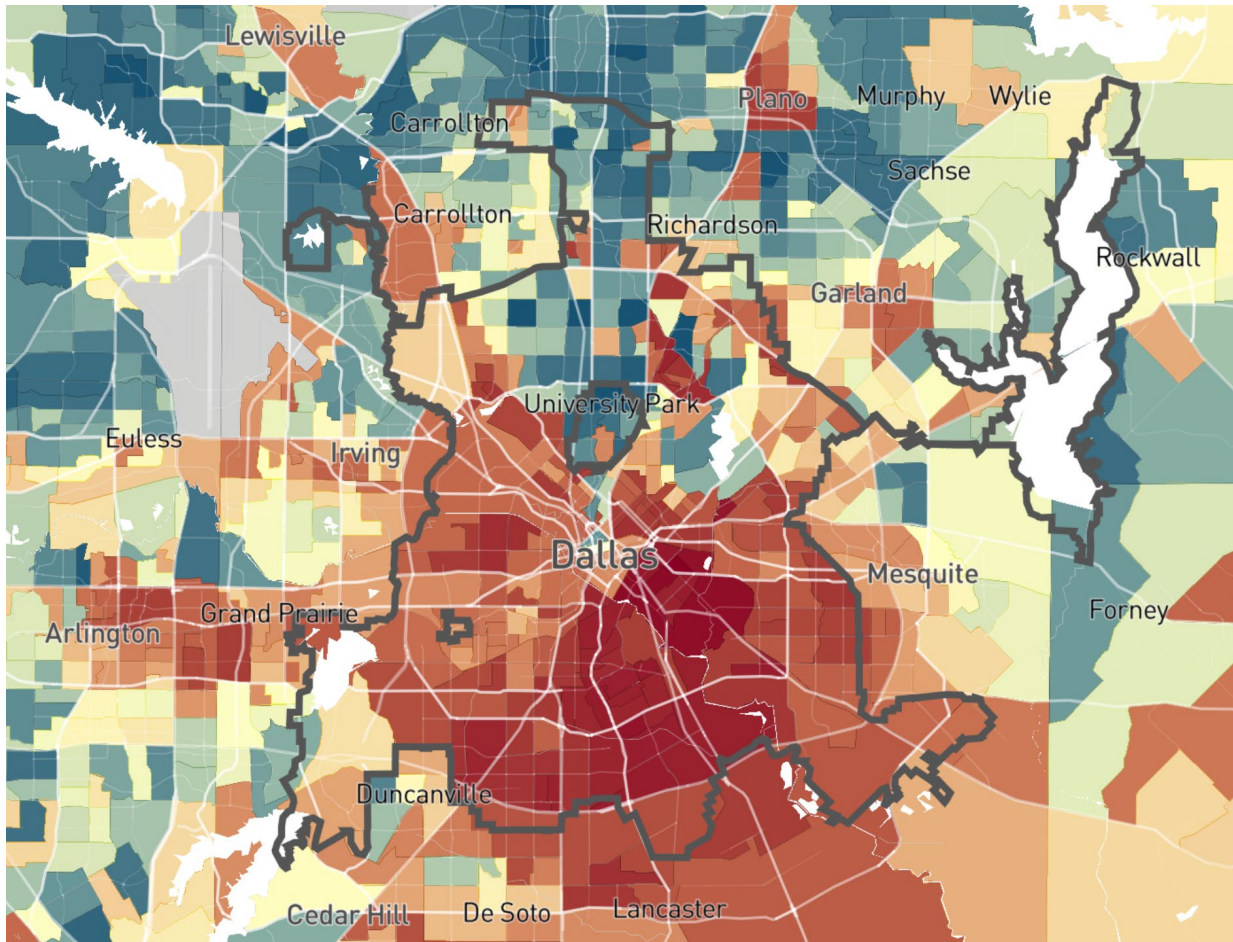 Lewisville
Plano
Murphy
Wylie
Carrollton
Sachse
Carrollton
Richardson
Rockwall
Garland
University Park
Euless
Irving
Dallas
Mesquite
Grand Prairie
Forney
Arlington
Duncanville
Cedar Hill
De Soto
Lancaster